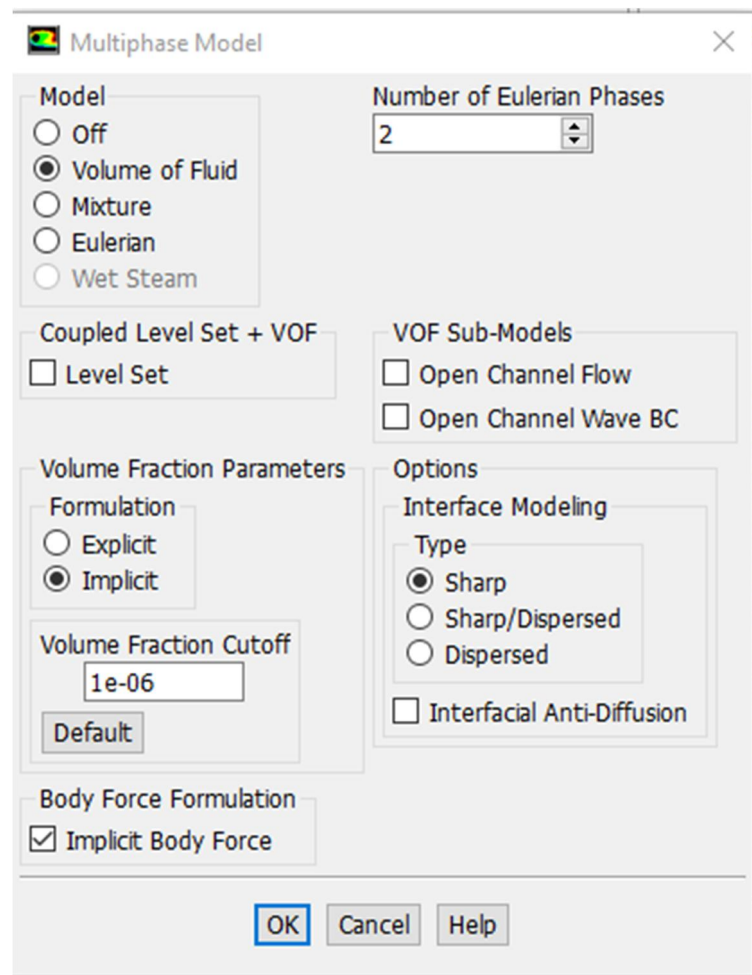 Multiphase Model
Model
Off
Volume of Fluid
Mixture
Eulerian
Wet Steam
Number of Eulerian Phases
2
Coupled Level Set + VOF
Level Set
VOF Sub-Models
Open Channel Flow
Open Channel Wave BC
Volume Fraction Parameters
Formulation
Explicit
Implicit
Volume Fraction Cutoff
1e-06
Default
Options
Interface Modeling
Type
Sharp
Sharp/Dispersed
Dispersed
Interfacial Anti-Diffusion
Body Force Formulation
Implicit Body Force
OK Cancel Help